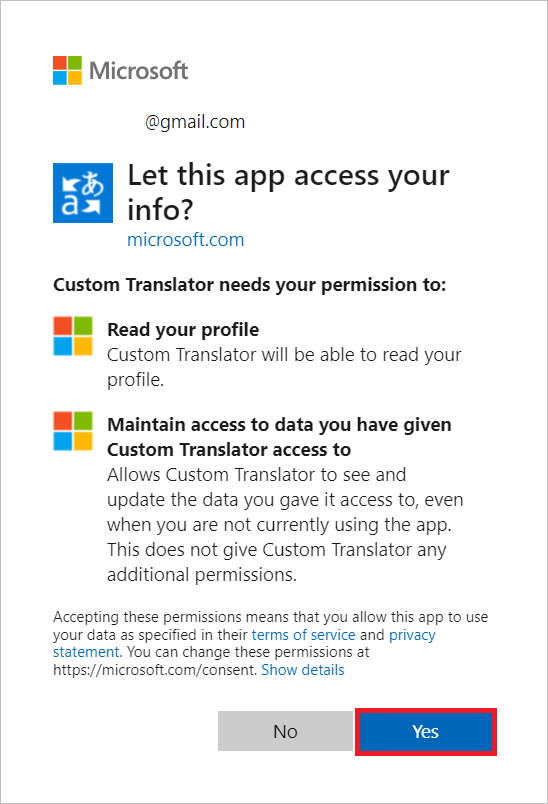 Microsoft
@gmail.com
Let this app access your
info?
microsoft.com
Custom Translator needs your permission to:
Read your profile
Custom Translator will be able to read your
profile.
Maintain access to data you have given
Custom Translator access to
Allows Custom Translator to see and
update the data you gave it access to, even
when you are not currently using the app.
This does not give Custom Translator any
additional permissions.
Accepting these permissions means that you allow this app to use
your data as specified in their terms of service and privacy
statement. You can change these permissions at
https://microsoft.com/consent. Show details
No Yes